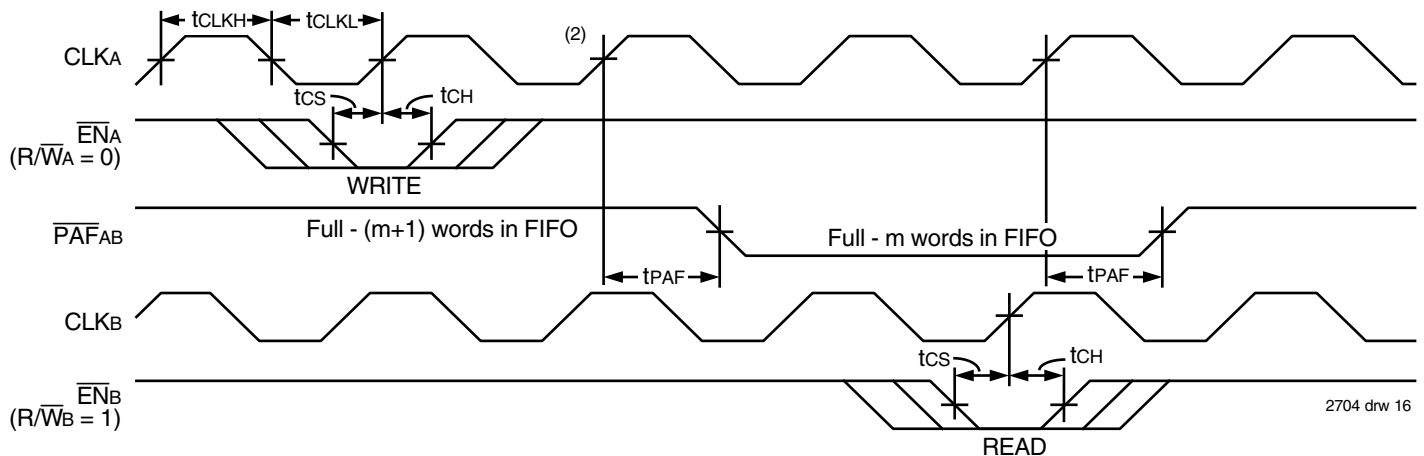 tCLKH tCLKL
(2)
CLKA
tCS tCH
ENA
(R/WA = 0)
WRITE
PAFAB
Full - (m+1) words in FIFO
Full - m words in FIFO
tPAF
tPAF
CLKB
tCS tCH
ENB
(R/WB = 1)
2704 drw 16
READ